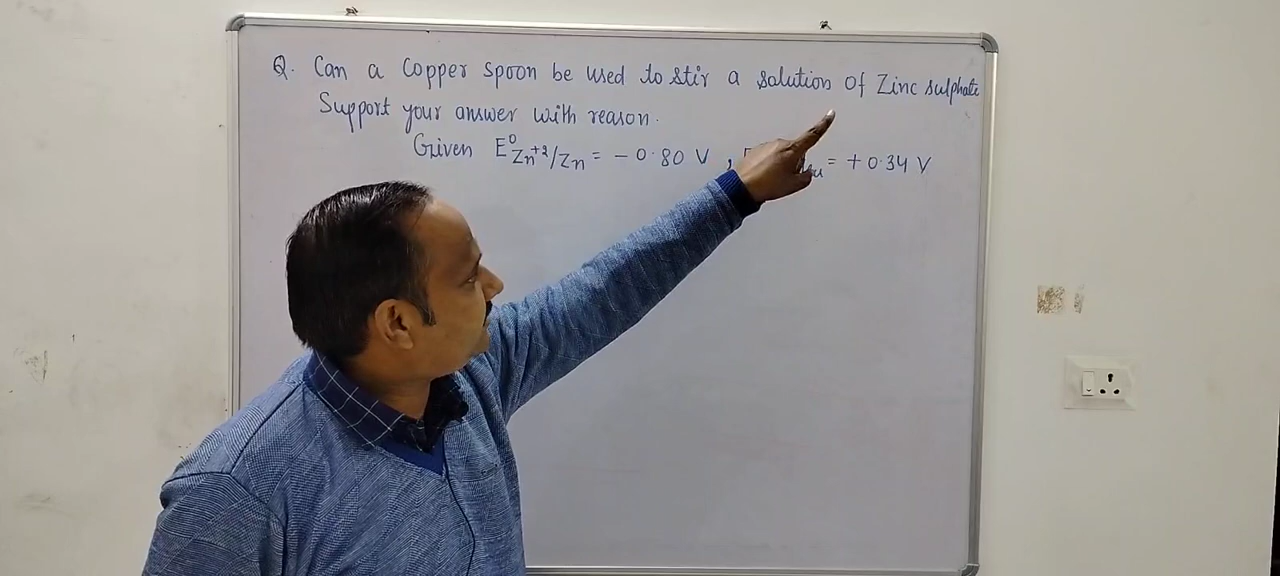 Q. Can a Copper spoon be used to stir a solution of Zinc sulphate
Support your answer with reason.
Given E⁰ Zn⁺²/Zn = - 0.80 V , = + 0.34 V